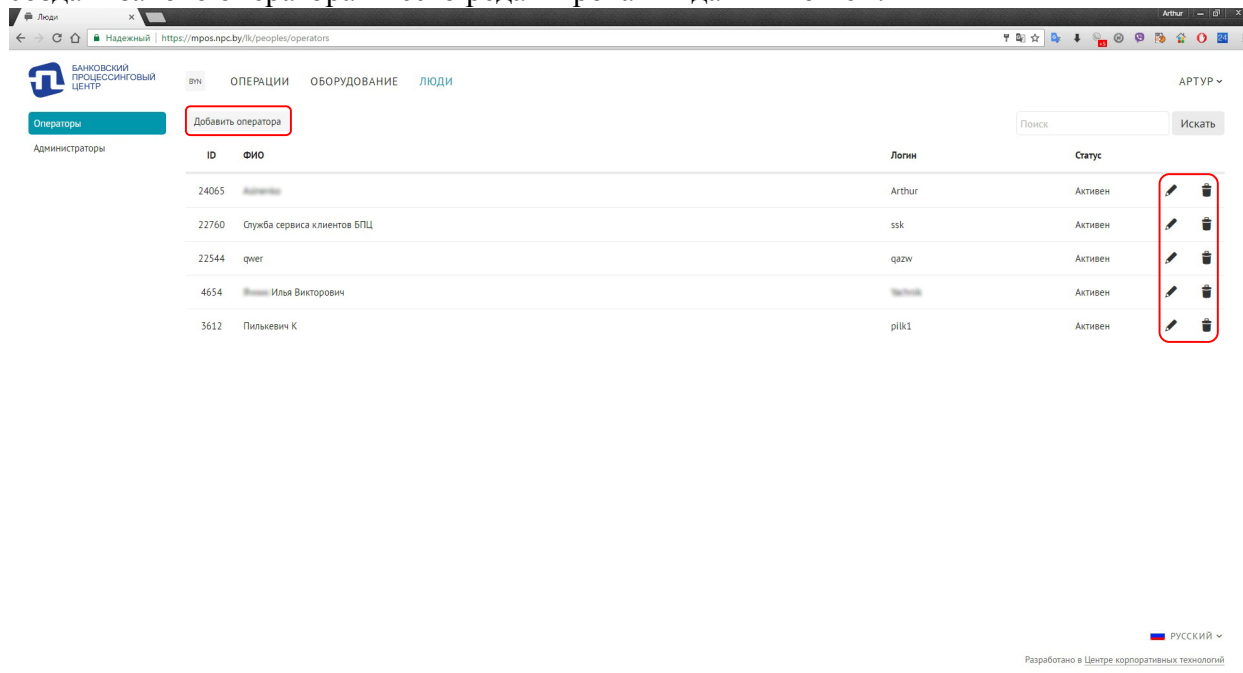 Люди
Arthur
Надежный https://mpos.npc.by/lk/peoples/operators
+5
24
БАНКОВСКИЙ ПРОЦЕССИНГОВЫЙ ЦЕНТР
BYN ОПЕРАЦИИ ОБОРУДОВАНИЕ ЛЮДИ АРТУР
Операторы Добавить оператора Поиск Искать
Администраторы
ID ФИО Логин Статус
24065 Arthur Активен
22760 Служба сервиса клиентов БПЦ ssk Активен
22544 qwer qazw Активен
4654 Илья Викторович Активен
3612 Пилькевич К pilk1 Активен
РУССКИЙ
Разработано в Центре корпоративных технологий